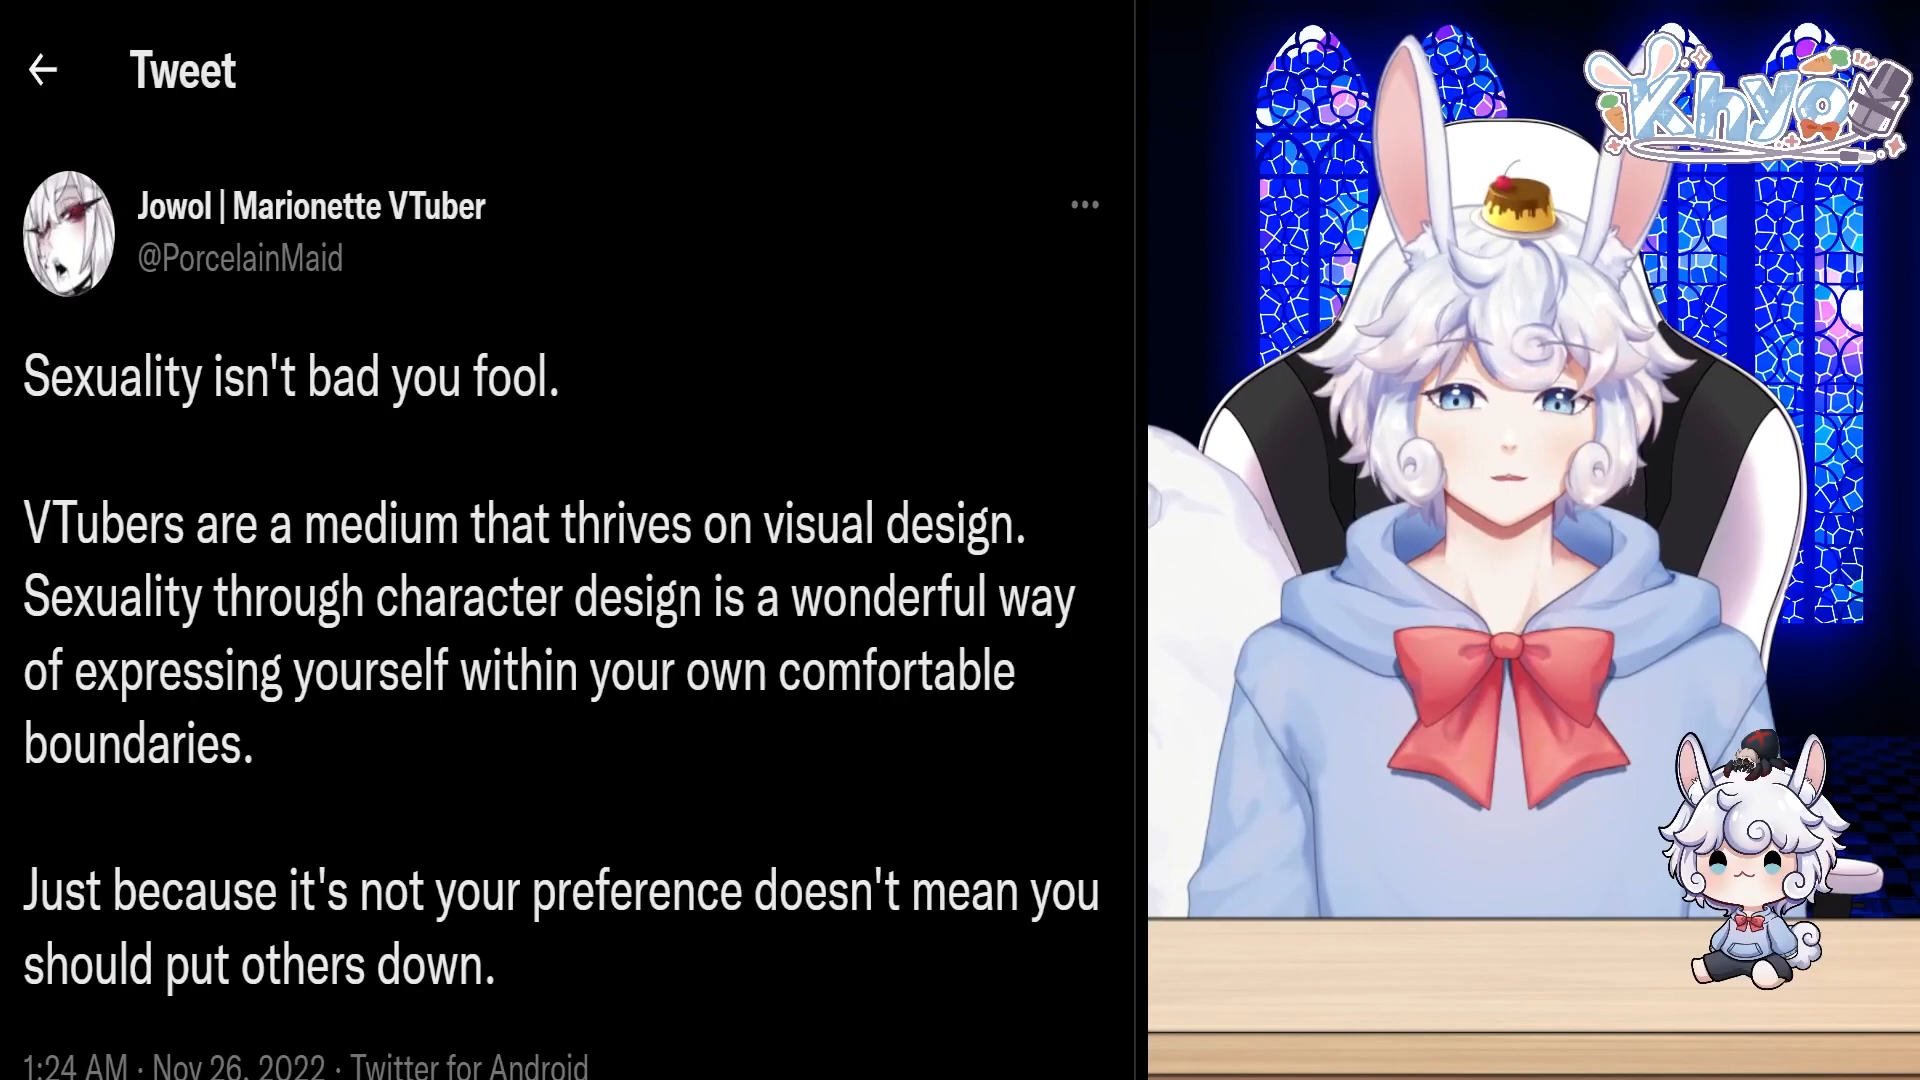 Tweet
Jowol | Marionette VTuber
@PorcelainMaid
Sexuality isn't bad you fool.
VTubers are a medium that thrives on visual design.
Sexuality through character design is a wonderful way
of expressing yourself within your own comfortable
boundaries.
Just because it's not your preference doesn't mean you
should put others down.
1:24 AM · Nov 26, 2022 · Twitter for Android
Khyo